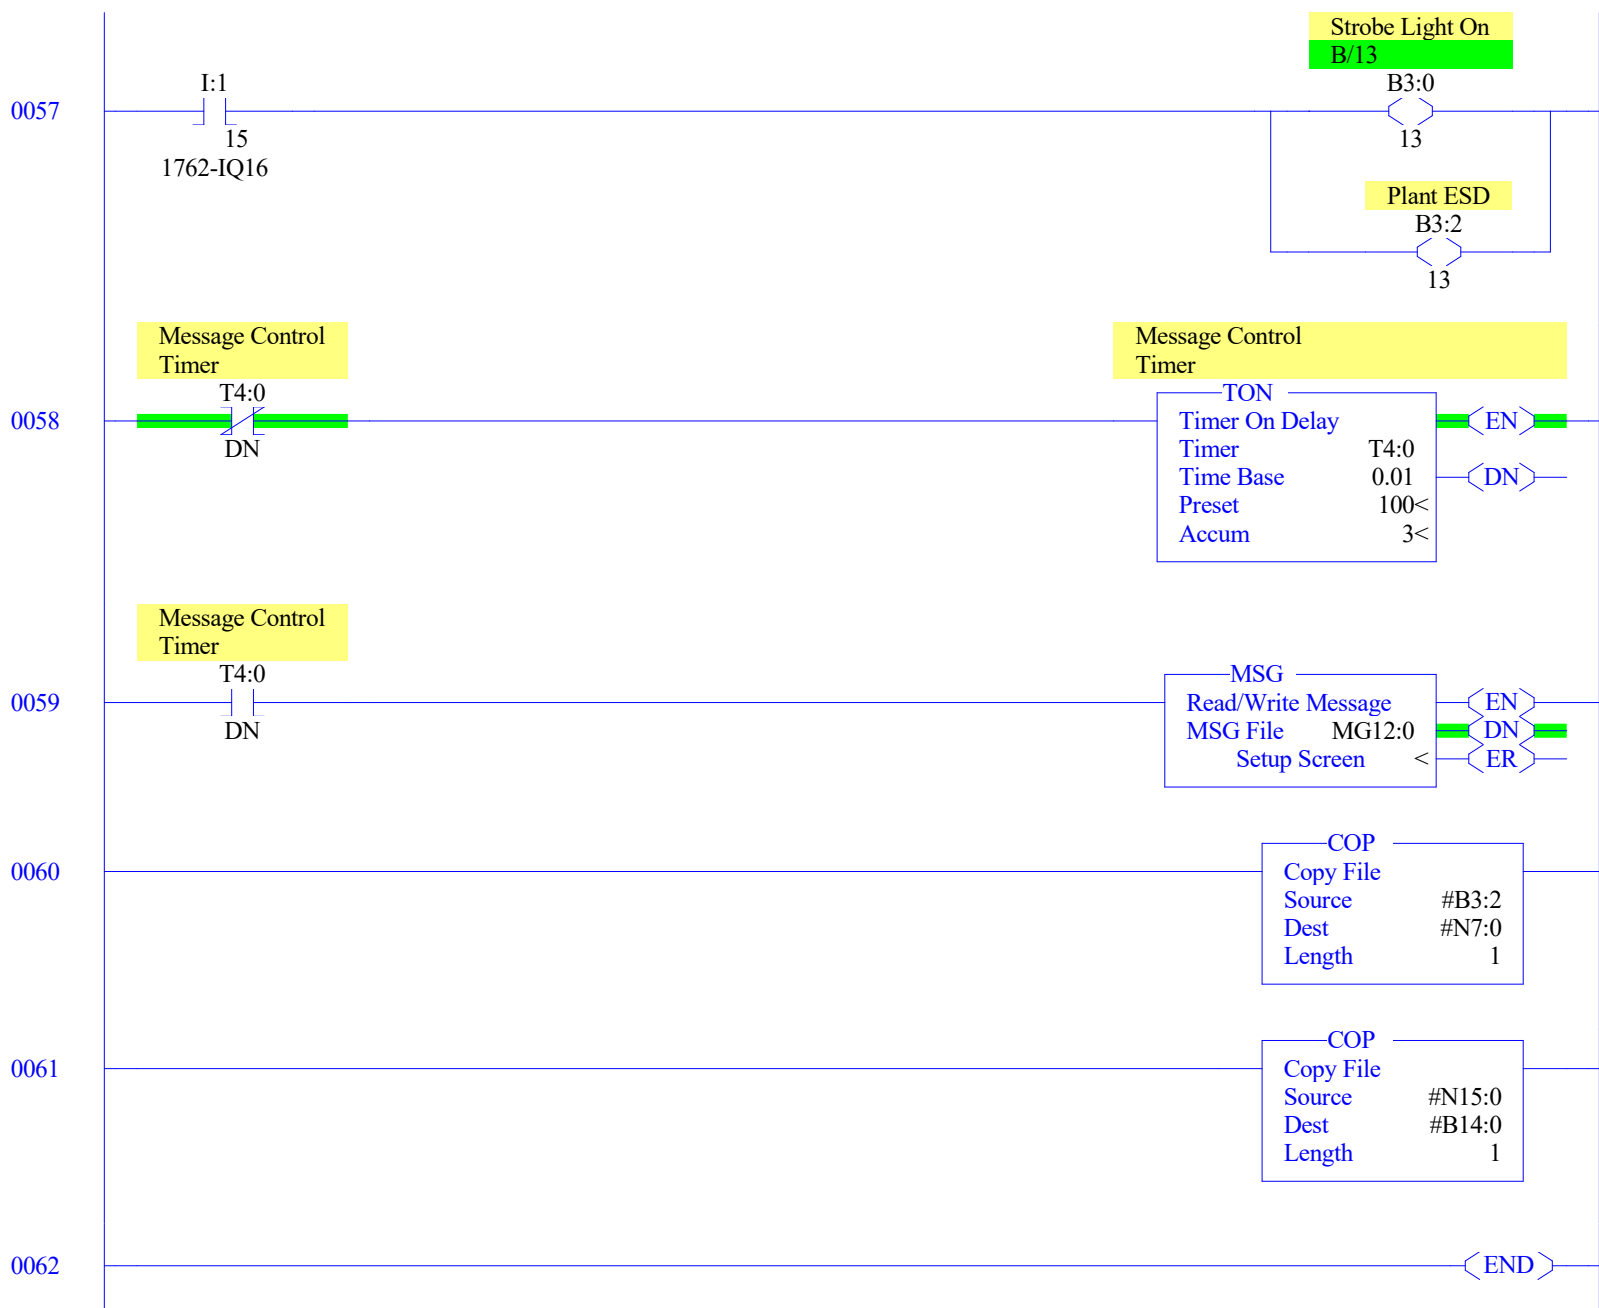 Strobe Light On
B/13
I:1 B3:0
0057
15 13
1762-IQ16
Plant ESD
B3:2
13
Message Control Message Control
Timer Timer
T4:0 TON
0058 Timer On Delay EN
DN Timer T4:0
Time Base 0.01 DN
Preset 100<
Accum 3<
Message Control
Timer
T4:0 MSG
0059 Read/Write Message EN
DN MSG File MG12:0 DN
Setup Screen < ER
COP
0060 Copy File
Source #B3:2
Dest #N7:0
Length 1
COP
0061 Copy File
Source #N15:0
Dest #B14:0
Length 1
0062 END